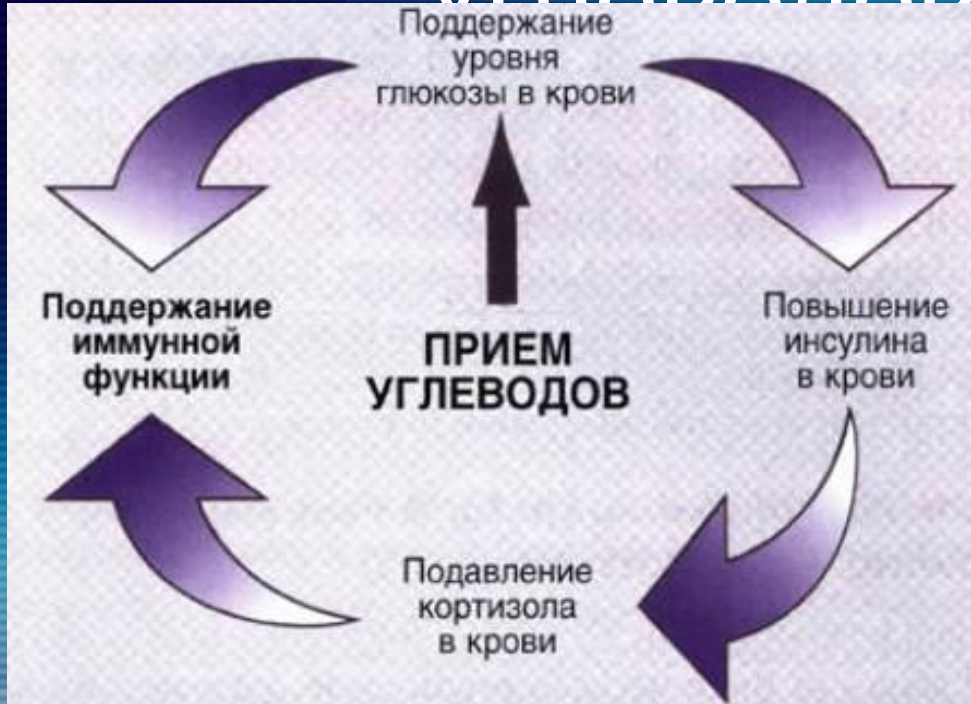 Поддержание
уровня
глюкозы в крови
Поддержание
иммунной
функции
ПРИЕМ
УГЛЕВОДОВ
Повышение
инсулина
в крови
Подавление
кортизола
в крови